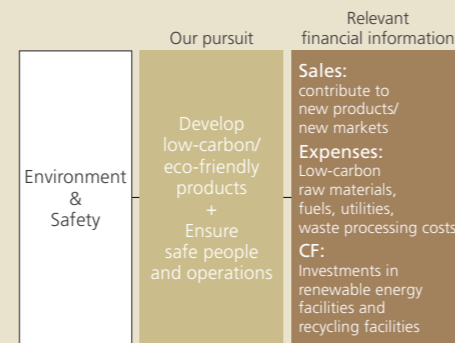 Our pursuit
Relevant
financial information
Environment
&
Safety
Develop
low-carbon/
eco-friendly
products
+
Ensure
safe people
and operations
Sales:
contribute to
new products/
new markets
Expenses:
Low-carbon
raw materials,
fuels, utilities,
waste processing costs
CF:
Investments in
renewable energy
facilities and
recycling facilities